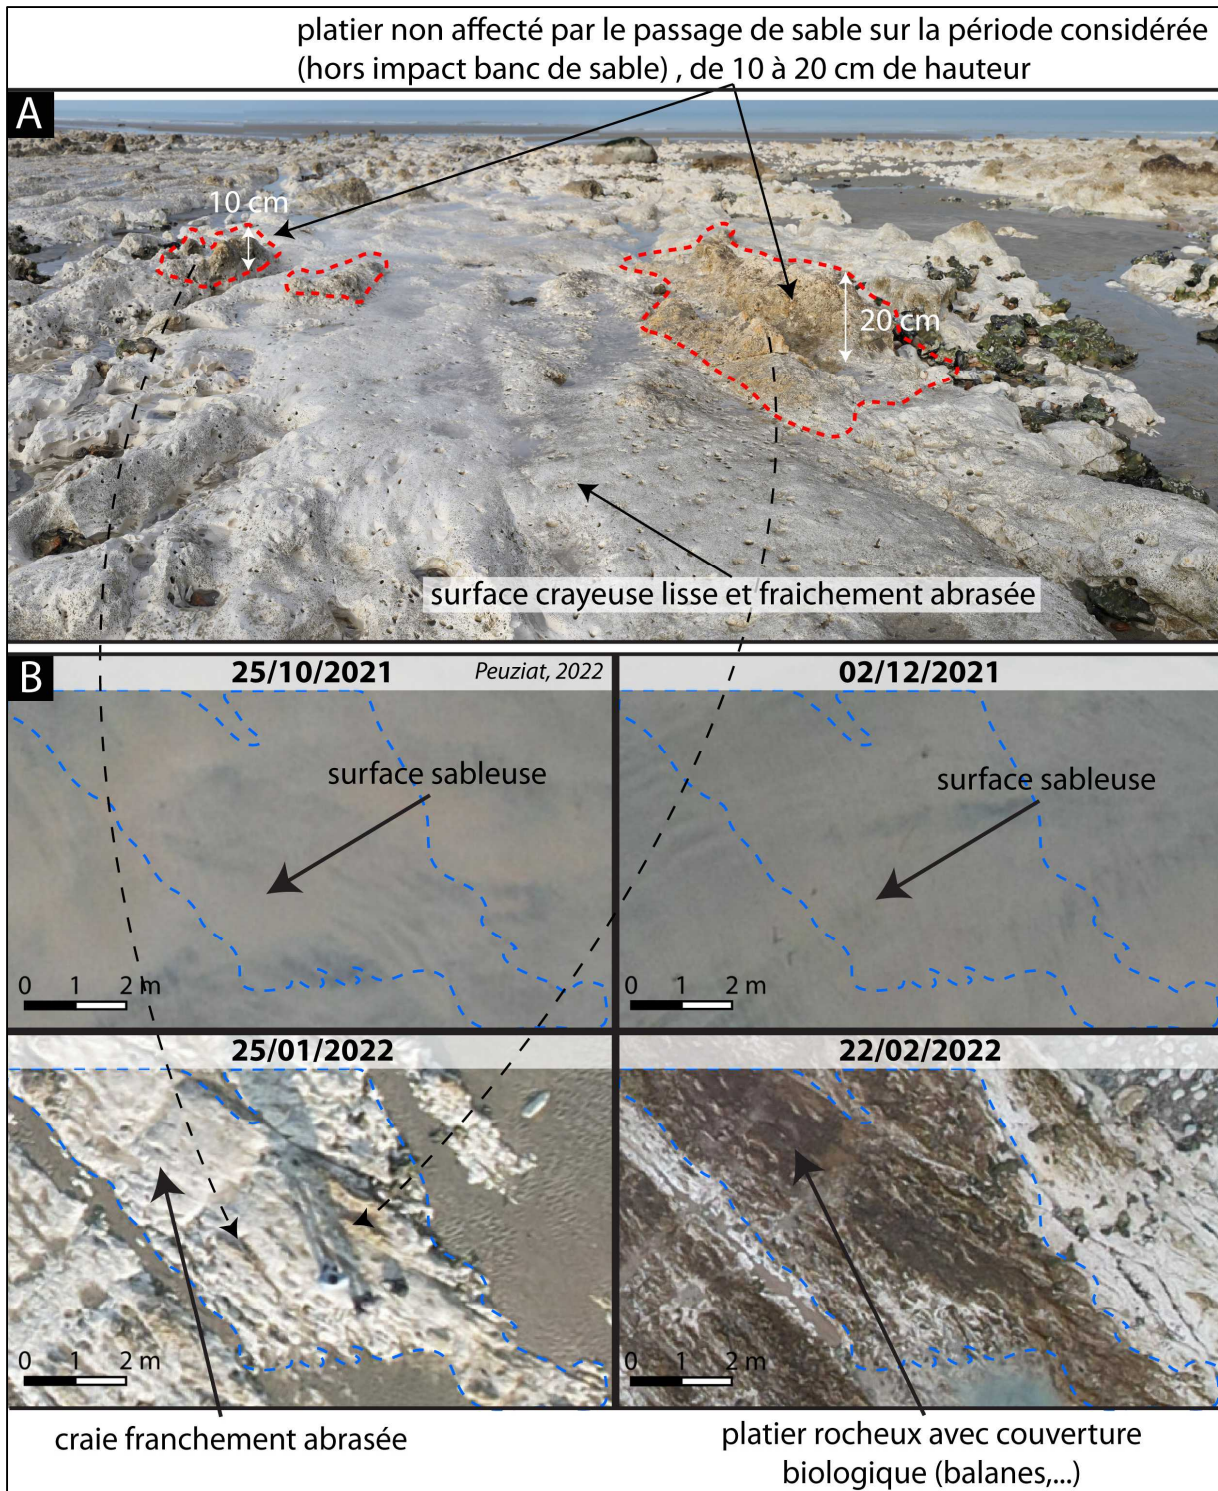 platier non affecté par le passage de sable sur la période considérée
(hors impact banc de sable) , de 10 à 20 cm de hauteur
A
10 cm
20 cm
surface crayeuse lisse et fraichement abrasée
B
25/10/2021
Peuziat, 2022
02/12/2021
surface sableuse
surface sableuse
0 1 2 m
0 1 2 m
25/01/2022
22/02/2022
0 1 2 m
0 1 2 m
craie franchement abrasée
platier rocheux avec couverture
biologique (balanes,...)